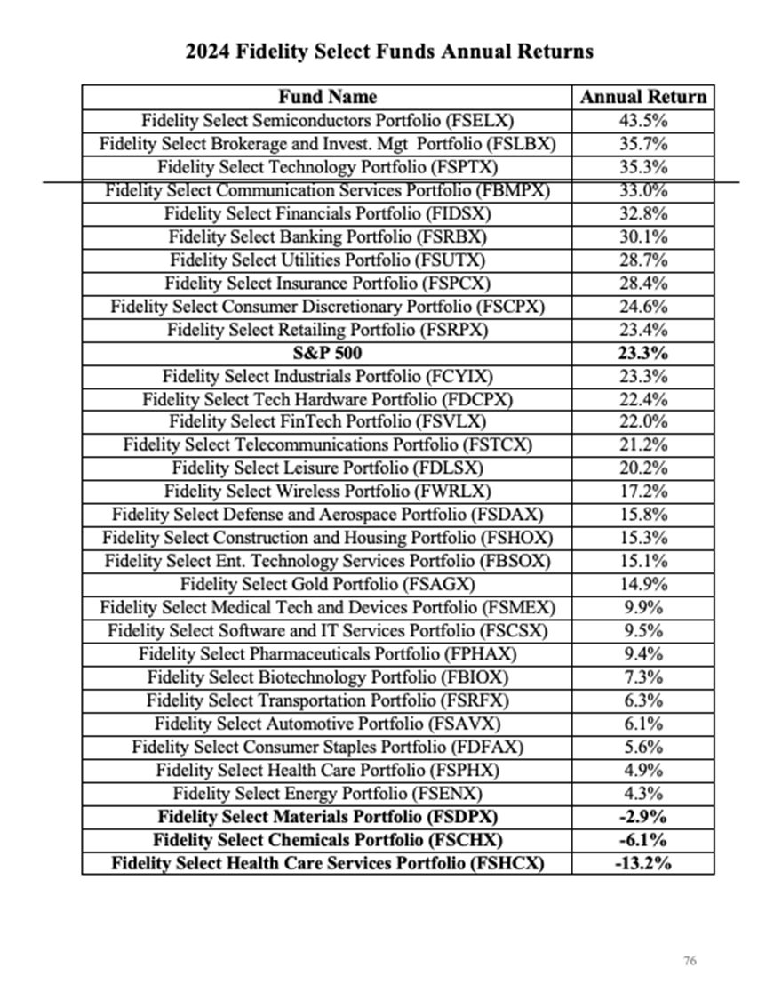 2024 Fidelity Select Funds Annual Returns
Fund Name Annual Return
Fidelity Select Semiconductors Portfolio (FSELX) 43.5%
Fidelity Select Brokerage and Invest. Mgt Portfolio (FSLBX) 35.7%
Fidelity Select Technology Portfolio (FSPTX) 35.3%
Fidelity Select Communication Services Portfolio (FBMPX) 33.0%
Fidelity Select Financials Portfolio (FIDSX) 32.8%
Fidelity Select Banking Portfolio (FSRBX) 30.1%
Fidelity Select Utilities Portfolio (FSUTX) 28.7%
Fidelity Select Insurance Portfolio (FSPCX) 28.4%
Fidelity Select Consumer Discretionary Portfolio (FSCPX) 24.6%
Fidelity Select Retailing Portfolio (FSRPX) 23.4%
S&P 500 23.3%
Fidelity Select Industrials Portfolio (FCYIX) 23.3%
Fidelity Select Tech Hardware Portfolio (FDCPX) 22.4%
Fidelity Select FinTech Portfolio (FSVLX) 22.0%
Fidelity Select Telecommunications Portfolio (FSTCX) 21.2%
Fidelity Select Leisure Portfolio (FDLSX) 20.2%
Fidelity Select Wireless Portfolio (FWRLX) 17.2%
Fidelity Select Defense and Aerospace Portfolio (FSDAX) 15.8%
Fidelity Select Construction and Housing Portfolio (FSHOX) 15.3%
Fidelity Select Ent. Technology Services Portfolio (FBSOX) 15.1%
Fidelity Select Gold Portfolio (FSAGX) 14.9%
Fidelity Select Medical Tech and Devices Portfolio (FSMEX) 9.9%
Fidelity Select Software and IT Services Portfolio (FSCSX) 9.5%
Fidelity Select Pharmaceuticals Portfolio (FPHAX) 9.4%
Fidelity Select Biotechnology Portfolio (FBIOX) 7.3%
Fidelity Select Transportation Portfolio (FSRFX) 6.3%
Fidelity Select Automotive Portfolio (FSAVX) 6.1%
Fidelity Select Consumer Staples Portfolio (FDFAX) 5.6%
Fidelity Select Health Care Portfolio (FSPHX) 4.9%
Fidelity Select Energy Portfolio (FSENX) 4.3%
Fidelity Select Materials Portfolio (FSDPX) -2.9%
Fidelity Select Chemicals Portfolio (FSCHX) -6.1%
Fidelity Select Health Care Services Portfolio (FSHCX) -13.2%
76